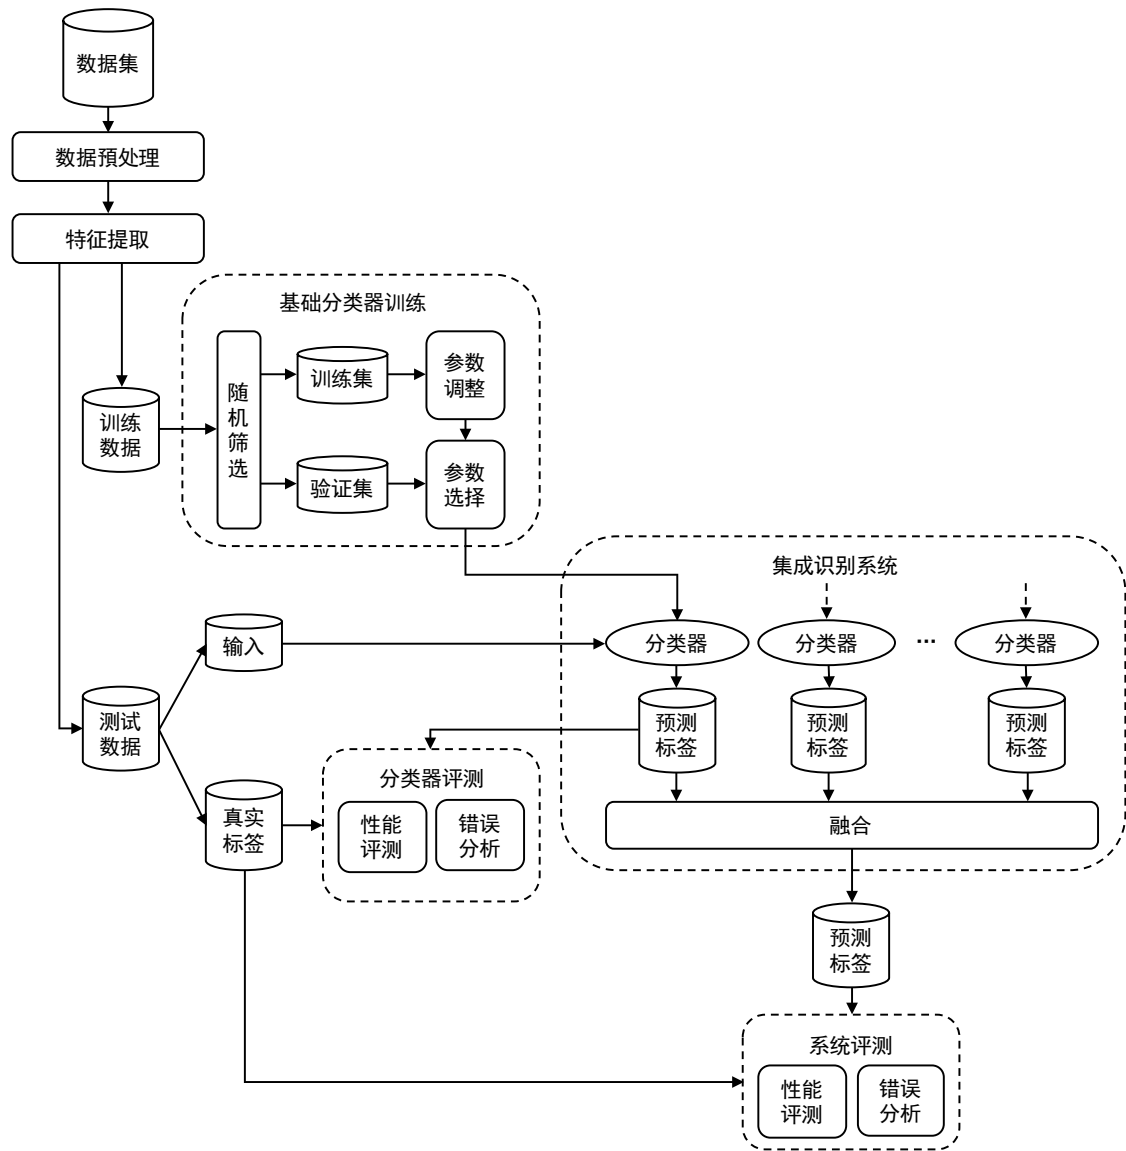 数据集
数据預处理
特征提取
基础分类器训练
随
机
筛
选
训练集
参数
调整
训练
数据
验证集
参数
选择
集成识别系统
输入
分类器
分类器
...
分类器
测试
数据
预测
标签
预测
标签
预测
标签
分类器评测
性能
评测
错误
分析
真实
标签
融合
预测
标签
系统评测
性能
评测
错误
分析